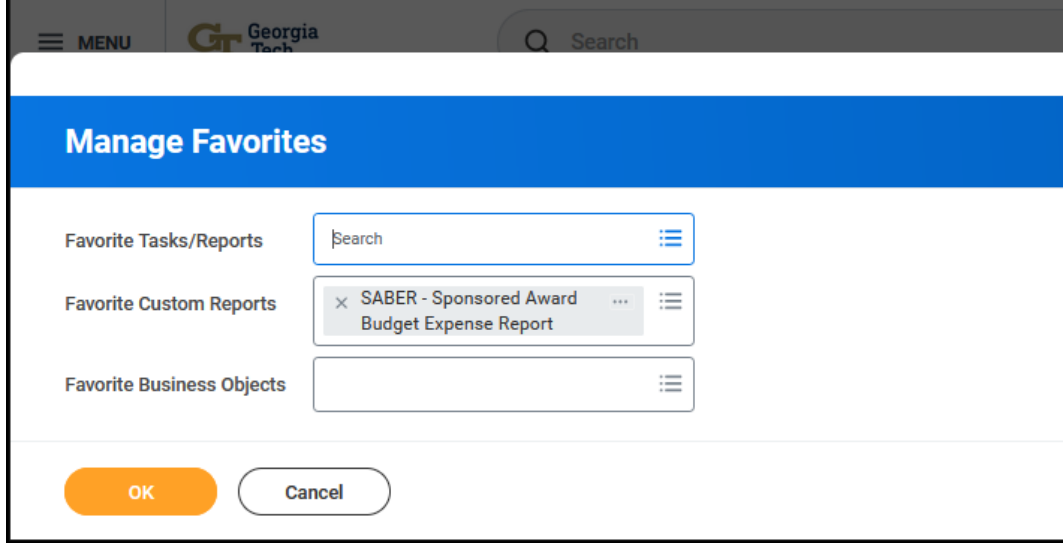 MENU
GT Georgia
Tech
Search
Manage Favorites
Favorite Tasks/Reports
Search
Favorite Custom Reports
SABER - Sponsored Award
Budget Expense Report
Favorite Business Objects
OK
Cancel